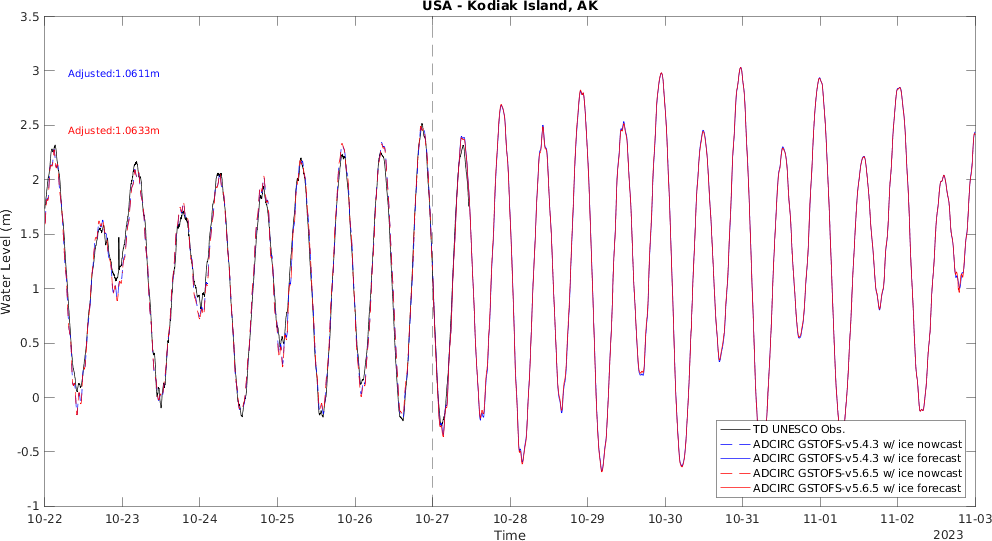 USA - Kodiak Island, AK
3.5
3
2.5
2
1.5
1
0.5
0
-0.5
-1
Water Level (m)
Adjusted:1.0611m
Adjusted:1.0633m
TD UNESCO Obs.
ADCIRC GSTOFS-v5.4.3 w/ ice nowcast
ADCIRC GSTOFS-v5.4.3 w/ ice forecast
ADCIRC GSTOFS-v5.6.5 w/ ice nowcast
ADCIRC GSTOFS-v5.6.5 w/ ice forecast
10-22 10-23 10-24 10-25 10-26 10-27 10-28 10-29 10-30 10-31 11-01 11-02 11-03
Time
2023